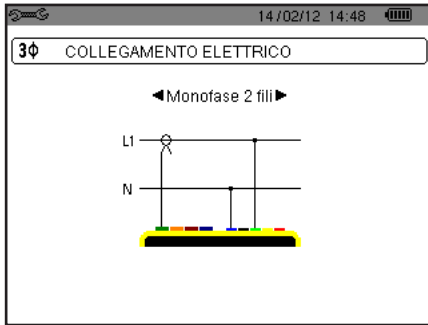 14/02/12 14:48
3Φ COLLEGAMENTO ELETTRICO
◄Monofase 2 fili►
L1
N